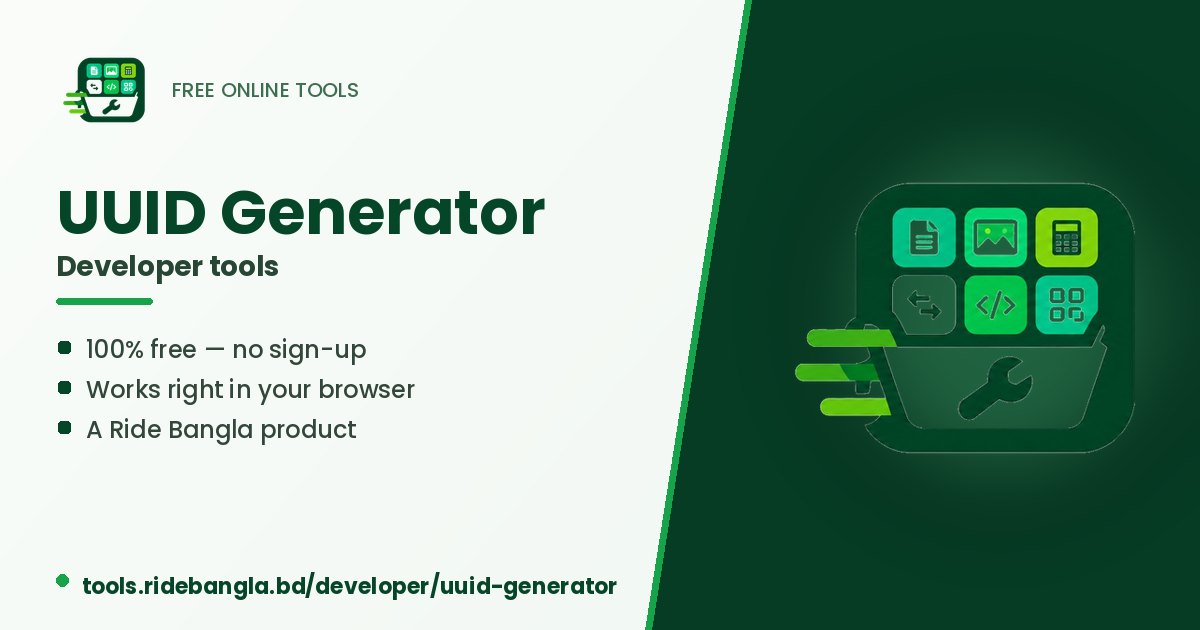 FREE ONLINE TOOLS
UUID Generator
Developer tools
100% free — no sign-up
Works right in your browser
A Ride Bangla product
tools.ridebangla.bd/developer/uuid-generator